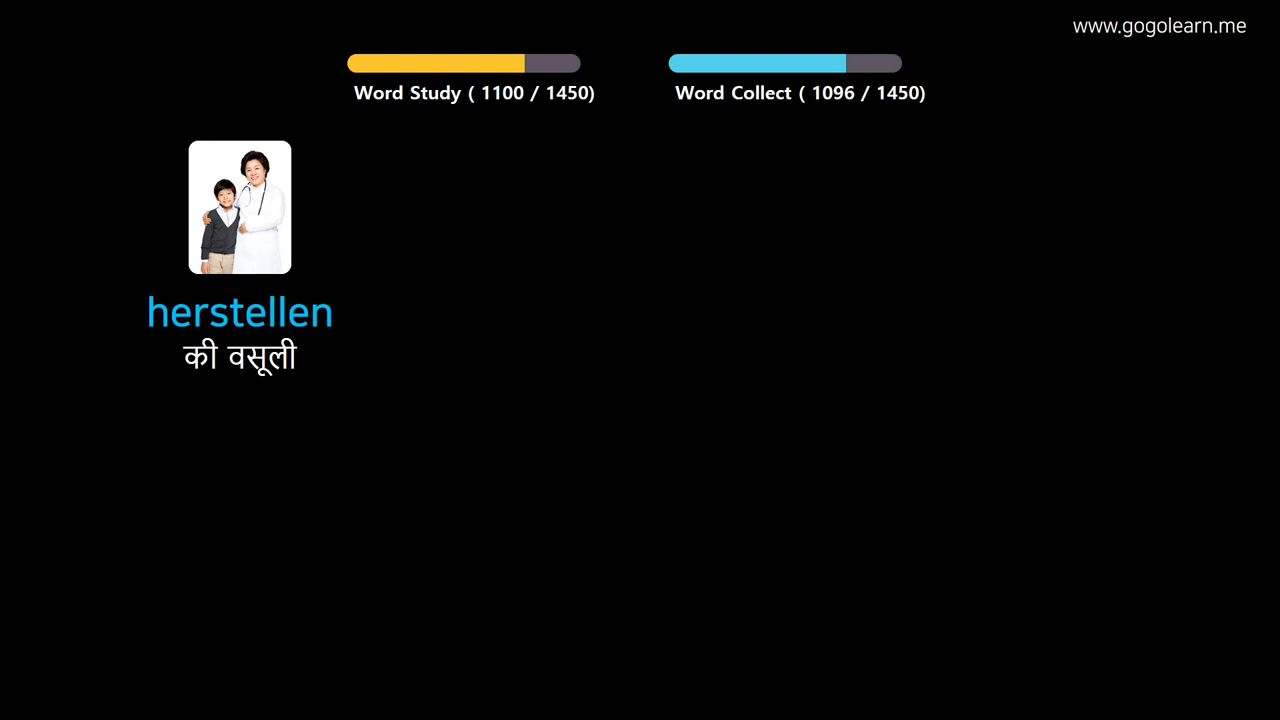 www.gogolearn.me
Word Study ( 1100 / 1450)
Word Collect ( 1096 / 1450)
herstellen
की वसूली